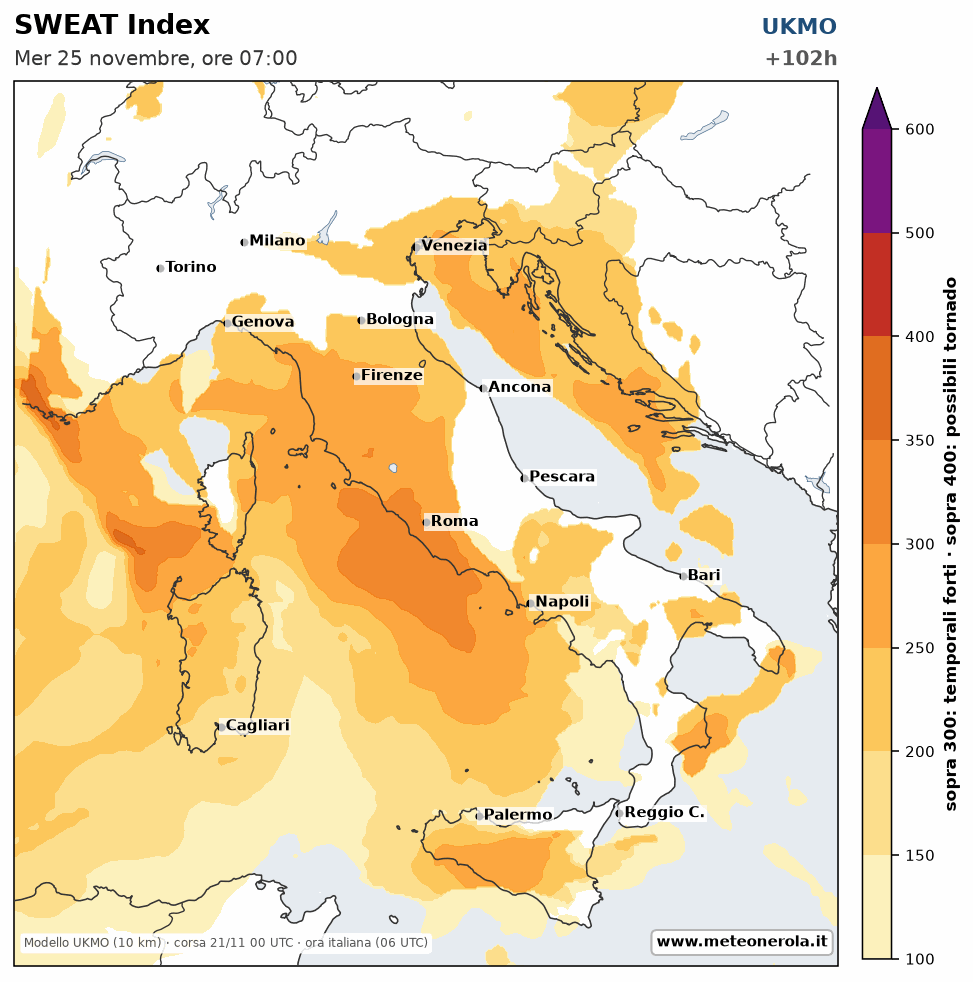 SWEAT Index
UKMO
Mer 25 novembre, ore 07:00
+102h
Milano
Venezia
Torino
Genova
Bologna
Firenze
Ancona
Pescara
Roma
Bari
Napoli
Cagliari
Palermo
Reggio C.
600
500
400
350
300
250
200
150
100
sopra 300: temporali forti · sopra 400: possibili tornado
Modello UKMO (10 km) · corsa 21/11 00 UTC · ora italiana (06 UTC)
www.meteonerola.it